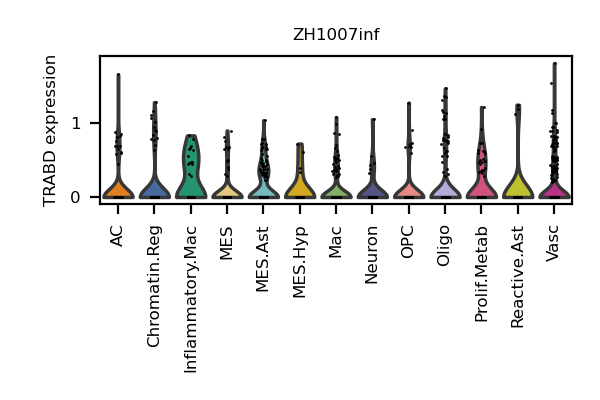 ZH1007inf
TRABD expression
1
0
AC
Chromatin.Reg
Inflammatory.Mac
MES
MES.Ast
MES.Hyp
Mac
Neuron
OPC
Oligo
Prolif.Metab
Reactive.Ast
Vasc